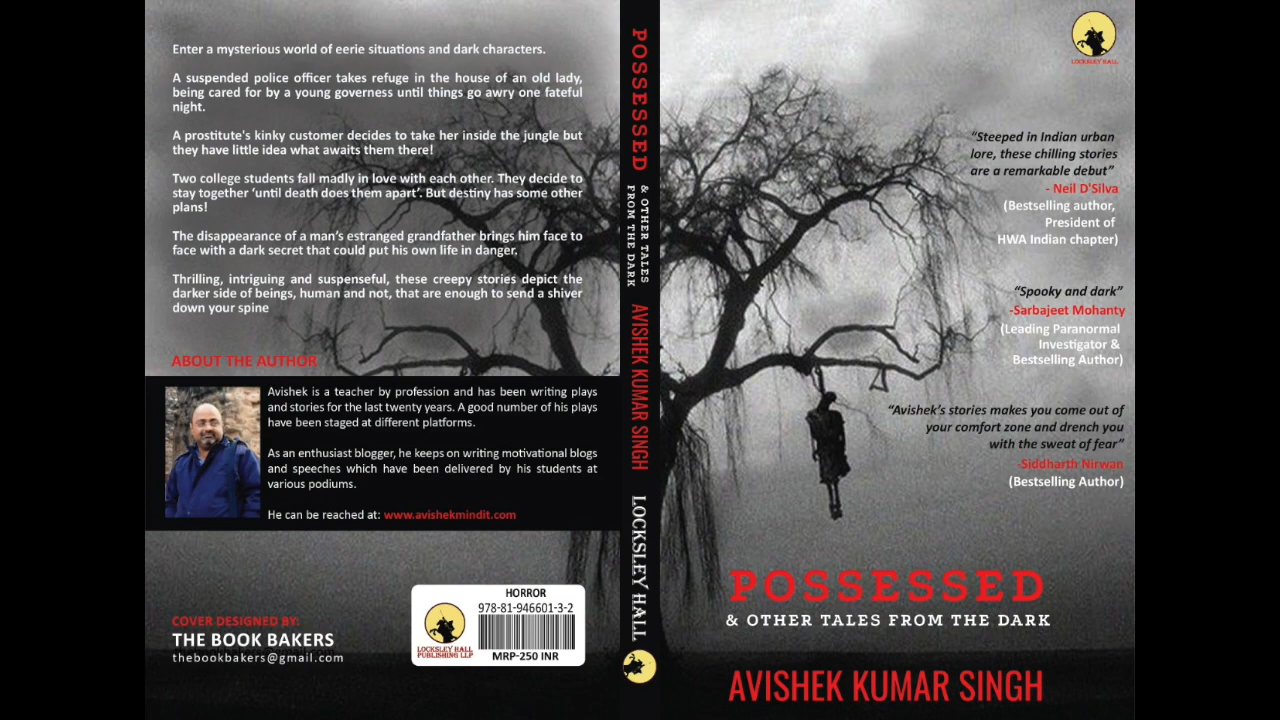 Enter a mysterious world of eerie situations and dark characters.
A suspended police officer takes refuge in the house of an old lady,
being cared for by a young governess until things go awry one fateful
night.
A prostitute's kinky customer decides to take her inside the jungle but
they have little idea what awaits them there!
Two college students fall madly in love with each other. They decide to
stay together ‘until death does them apart’. But destiny has some other
plans!
The disappearance of a man’s estranged grandfather brings him face to
face with a dark secret that could put his own life in danger.
Thrilling, intriguing and suspenseful, these creepy stories depict the
darker side of beings, human and not, that are enough to send a shiver
down your spine
ABOUT THE AUTHOR
Avishek is a teacher by profession and has been writing plays
and stories for the last twenty years. A good number of his plays
have been staged at different platforms.
As an enthusiast blogger, he keeps on writing motivational blogs
and speeches which have been delivered by his students at
various podiums.
He can be reached at: www.avishekmindit.com
COVER DESIGNED BY:
THE BOOK BAKERS
thebookbakers@gmail.com
LOCKSLEY HALL
PUBLISHING LLP
HORROR
978-81-946601-3-2
MRP-250 INR
POSSESSED
& OTHER TALES
FROM THE DARK
AVISHEK KUMAR SINGH
LOCKSLEY HALL
LOCKSLEY HALL
“Steeped in Indian urban
lore, these chilling stories
are a remarkable debut”
- Neil D'Silva
(Bestselling author,
President of
HWA Indian chapter)
“Spooky and dark”
-Sarbajeet Mohanty
(Leading Paranormal
Investigator &
Bestselling Author)
“Avishek’s stories makes you come out of
your comfort zone and drench you
with the sweat of fear”
-Siddharth Nirwan
(Bestselling Author)
POSSESSED
& OTHER TALES FROM THE DARK
AVISHEK KUMAR SINGH